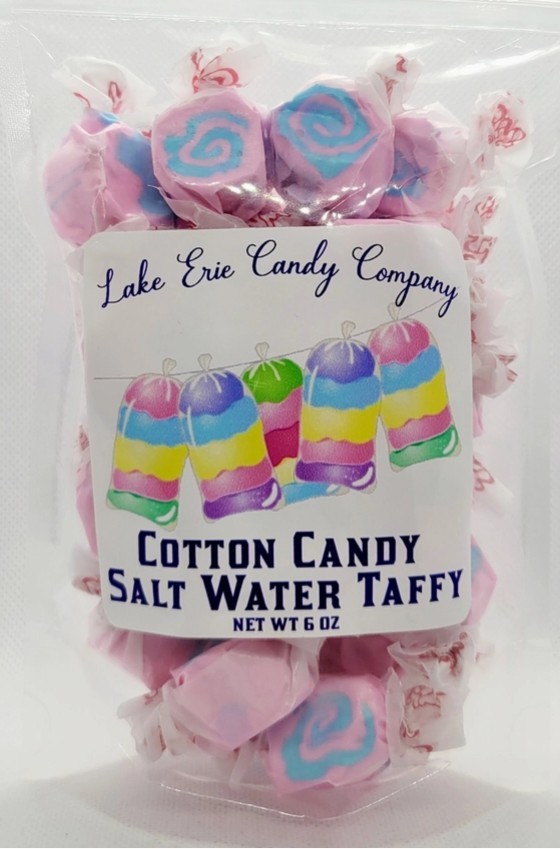 Lake Erie Candy Company
COTTON CANDY
SALT WATER TAFFY
NET WT 6 OZ